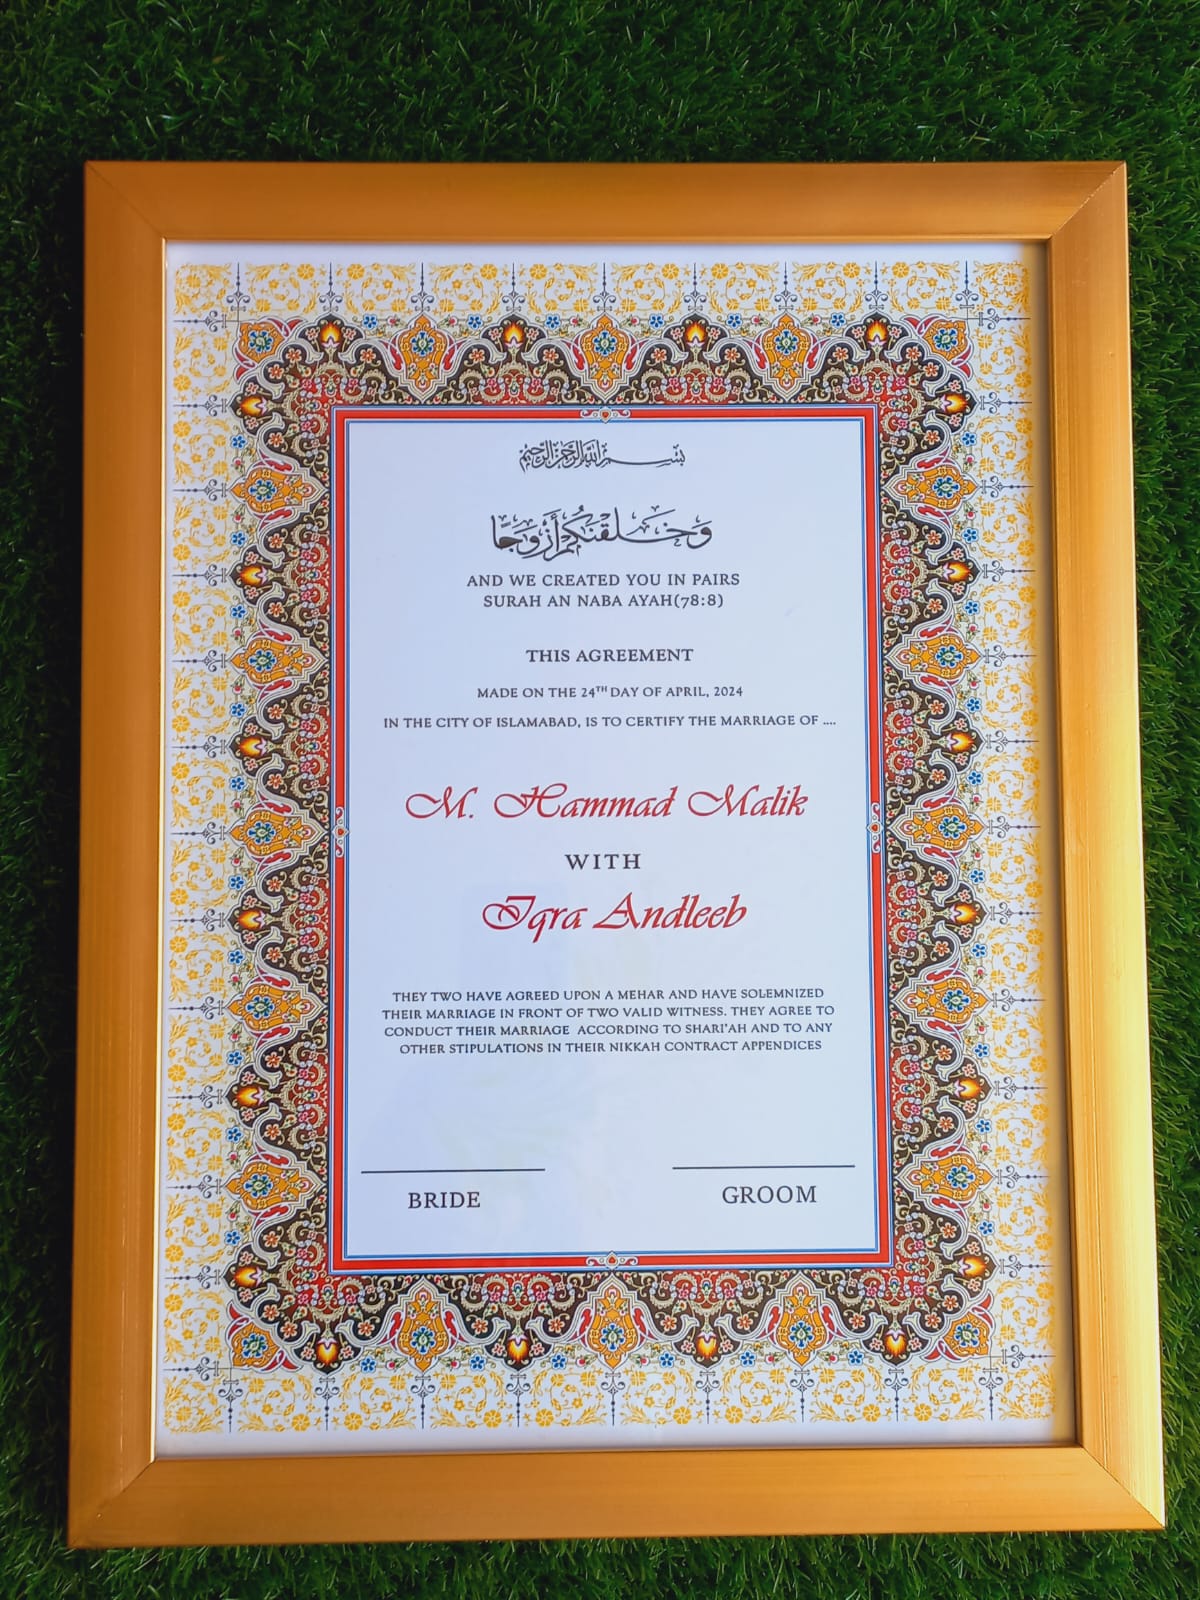 بسم الله الرحمن الرحيم
وَخَلَقْنَكُمْ أَزْوَجًا
AND WE CREATED YOU IN PAIRS
SURAH AN NABA AYAH(78:8)
THIS AGREEMENT
MADE ON THE 24TH DAY OF APRIL, 2024
IN THE CITY OF ISLAMABAD, IS TO CERTIFY THE MARRIAGE OF ....
M. Hammad Malik
WITH
Iqra Andleeb
THEY TWO HAVE AGREED UPON A MEHAR AND HAVE SOLEMNIZED
THEIR MARRIAGE IN FRONT OF TWO VALID WITNESS. THEY AGREE TO
CONDUCT THEIR MARRIAGE ACCORDING TO SHARI'AH AND TO ANY
OTHER STIPULATIONS IN THEIR NIKKAH CONTRACT APPENDICES
BRIDE
GROOM